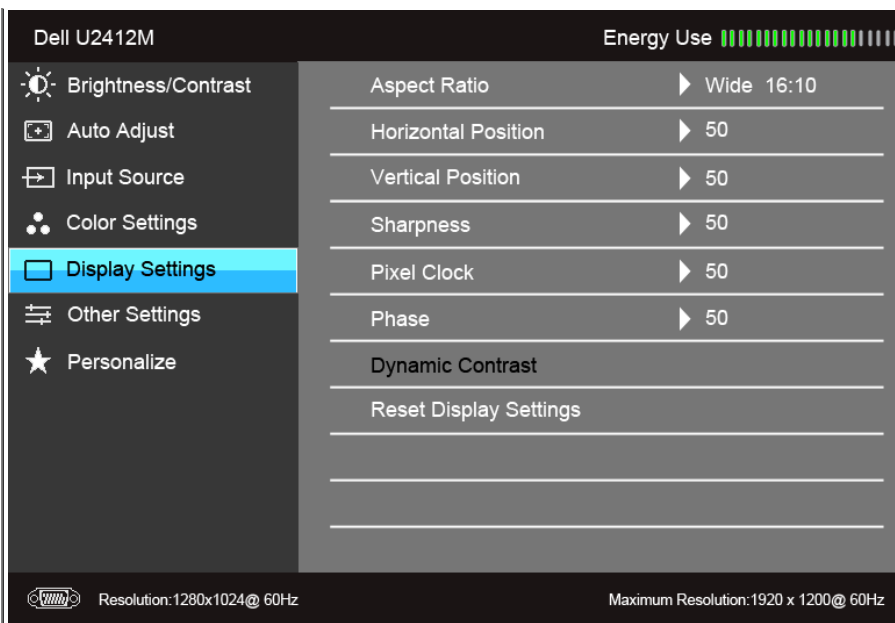 Dell U2412M
Energy Use
Brightness/Contrast
Auto Adjust
Input Source
Color Settings
Display Settings
Other Settings
Personalize
Aspect Ratio Wide 16:10
Horizontal Position 50
Vertical Position 50
Sharpness 50
Pixel Clock 50
Phase 50
Dynamic Contrast
Reset Display Settings
Resolution:1280x1024@ 60Hz
Maximum Resolution:1920 x 1200@ 60Hz